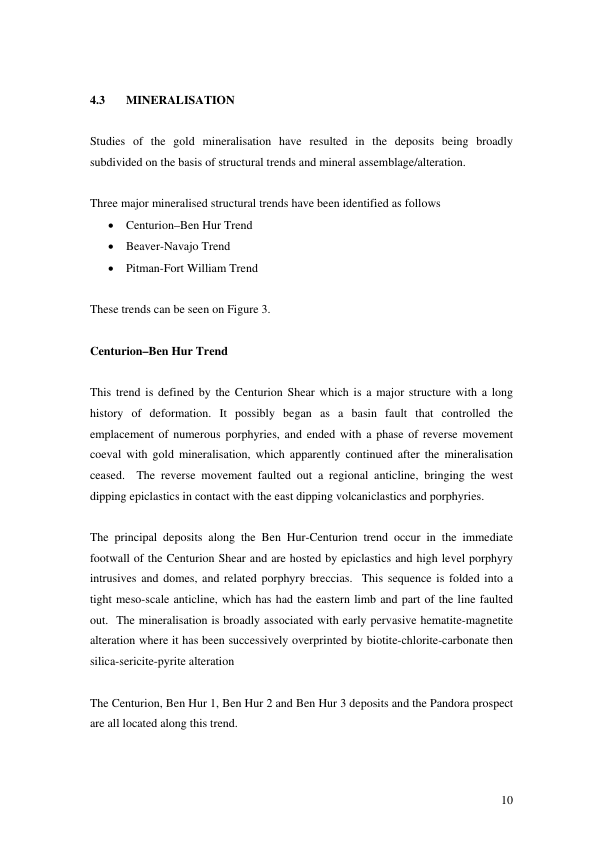 4.3 MINERALISATION
Studies of the gold mineralisation have resulted in the deposits being broadly
subdivided on the basis of structural trends and mineral assemblage/alteration.
Three major mineralised structural trends have been identified as follows
• Centurion–Ben Hur Trend
• Beaver-Navajo Trend
• Pitman-Fort William Trend
These trends can be seen on Figure 3.
Centurion–Ben Hur Trend
This trend is defined by the Centurion Shear which is a major structure with a long
history of deformation. It possibly began as a basin fault that controlled the
emplacement of numerous porphyries, and ended with a phase of reverse movement
coeval with gold mineralisation, which apparently continued after the mineralisation
ceased. The reverse movement faulted out a regional anticline, bringing the west
dipping epiclastics in contact with the east dipping volcaniclastics and porphyries.
The principal deposits along the Ben Hur-Centurion trend occur in the immediate
footwall of the Centurion Shear and are hosted by epiclastics and high level porphyry
intrusives and domes, and related porphyry breccias. This sequence is folded into a
tight meso-scale anticline, which has had the eastern limb and part of the line faulted
out. The mineralisation is broadly associated with early pervasive hematite-magnetite
alteration where it has been successively overprinted by biotite-chlorite-carbonate then
silica-sericite-pyrite alteration
The Centurion, Ben Hur 1, Ben Hur 2 and Ben Hur 3 deposits and the Pandora prospect
are all located along this trend.
10